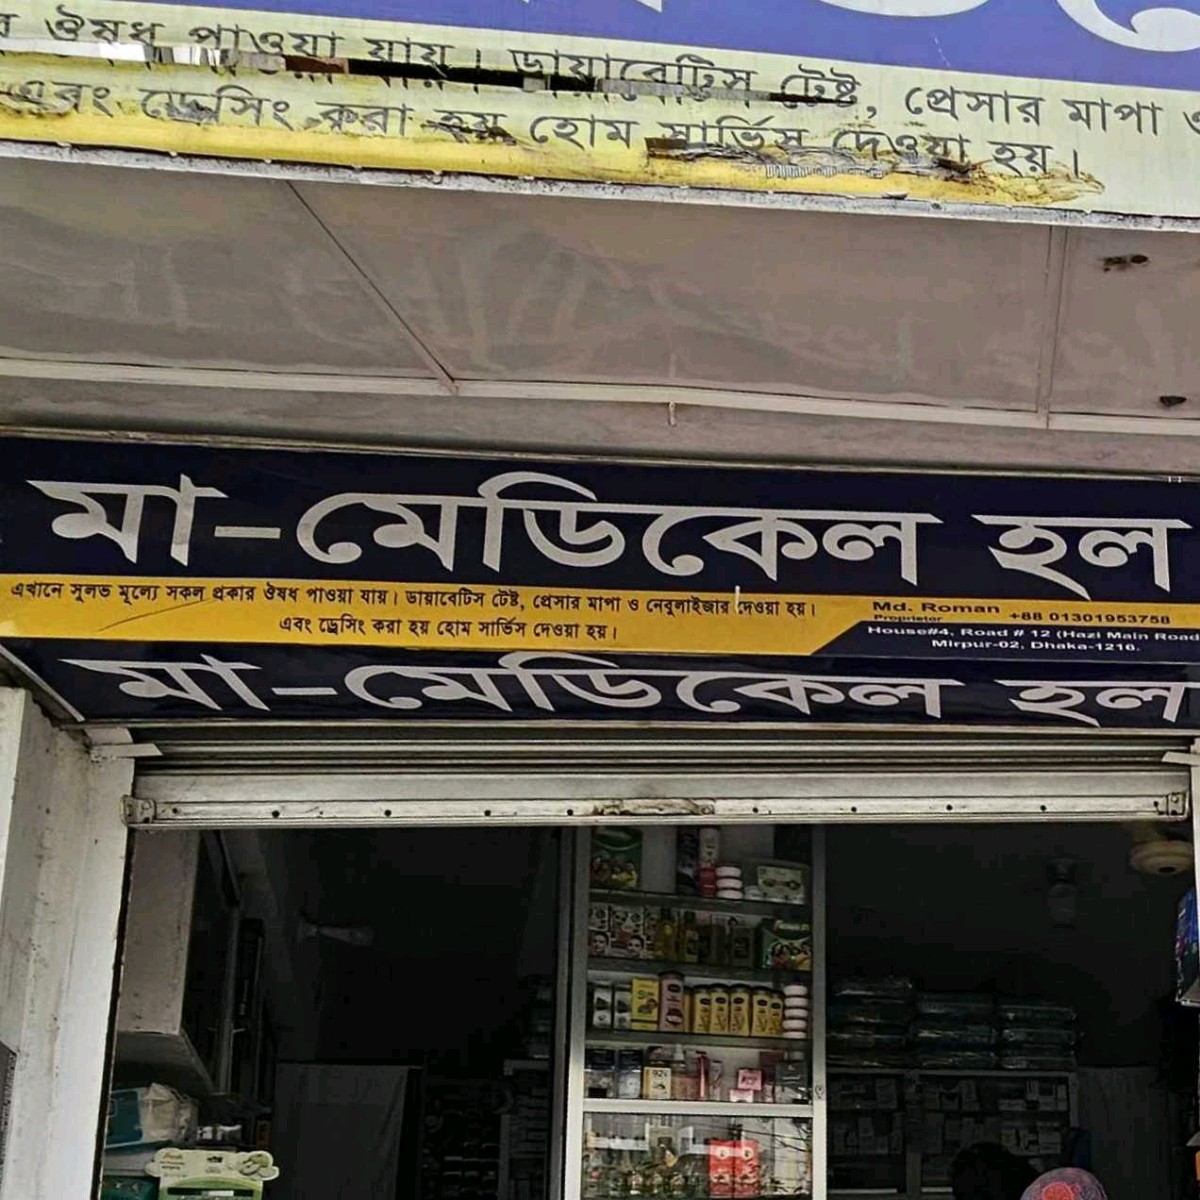 ঔষধ পাওয়া যায়। ডায়াবেটিস টেষ্ট, প্রেসার মাপা ও
এবং ড্রেসিং করা হয় হোম সার্ভিস দেওয়া হয়।
মা-মেডিকেল হল
এখানে সুলভ মূল্যে সকল প্রকার ঔষধ পাওয়া যায়। ডায়াবেটিস টেষ্ট, প্রেসার মাপা ও নেবুলাইজার দেওয়া হয়।
এবং ড্রেসিং করা হয় হোম সার্ভিস দেওয়া হয়।
Md. Roman +88 01301953758
Proprietor
House#4, Road # 12 (Hazi Main Road
Mirpur-02, Dhaka-1216.
মা-মেডিকেল হল